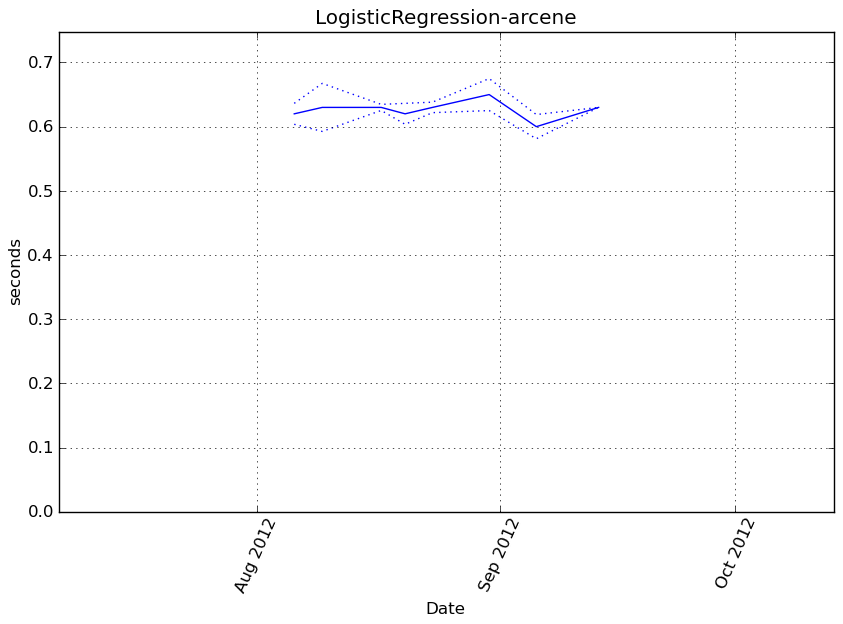 LogisticRegression-arcene
0.7
0.6
0.5
0.4
0.3
0.2
0.1
0.0
seconds
Aug 2012
Sep 2012
Oct 2012
Date